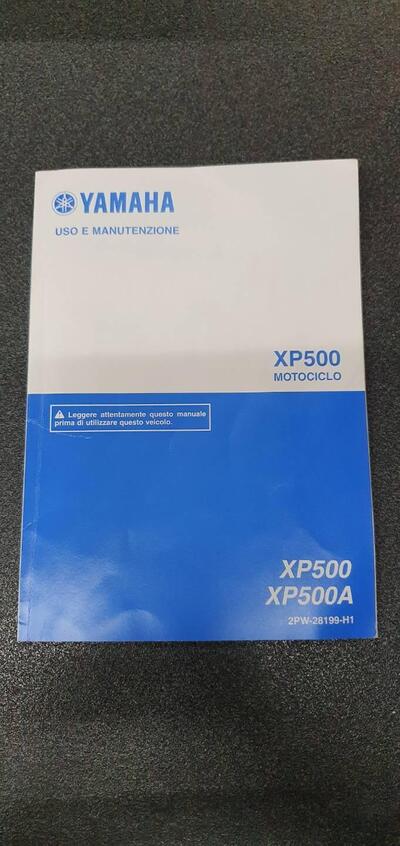 YAMAHA
USO E MANUTENZIONE
XP500
MOTOCICLO
Leggere attentamente questo manuale
prima di utilizzare questo veicolo.
XP500
XP500A
2PW-28199-H1